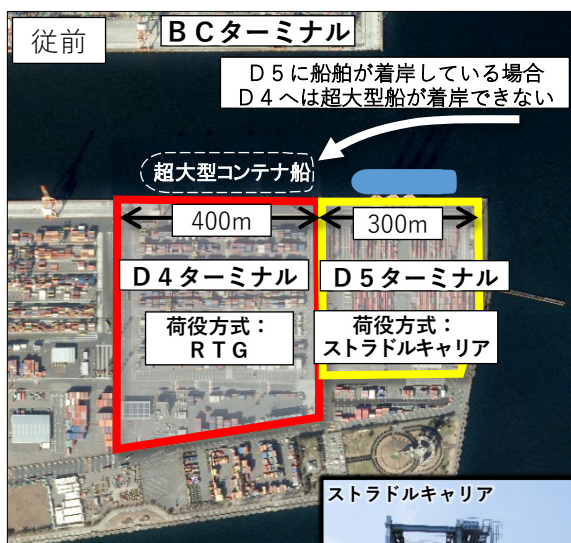 従前
ＢＣターミナル
Ｄ５に船舶が着岸している場合
Ｄ４へは超大型船が着岸できない
超大型コンテナ船
400m
300m
Ｄ４ターミナル
Ｄ５ターミナル
荷役方式：
ＲＴＧ
荷役方式：
ストラドルキャリア
ストラドルキャリア